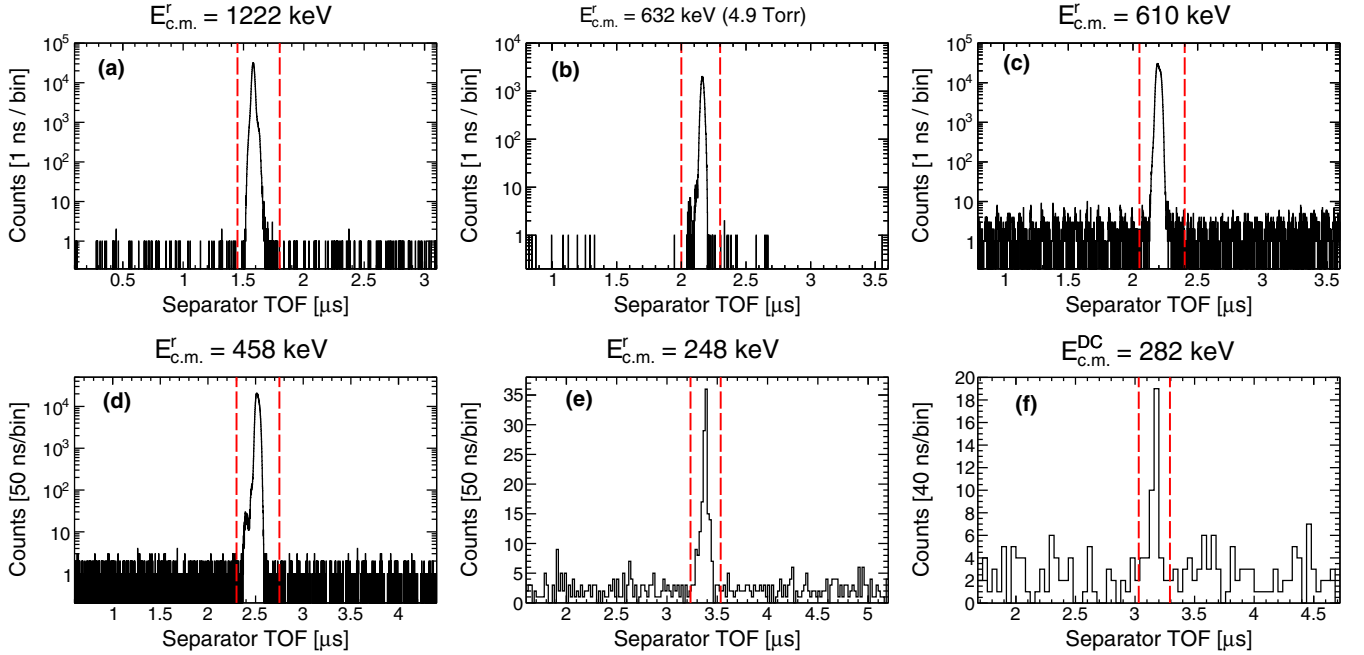 E^r_c.m. = 1222 keV
E^r_c.m. = 632 keV (4.9 Torr)
E^r_c.m. = 610 keV
(a)
Counts [1 ns / bin]
10^5
10^4
10^3
10^2
10
1
0.5 1 1.5 2 2.5 3
Separator TOF [μs]
(b)
Counts [1 ns / bin]
10^4
10^3
10^2
10
1
1 1.5 2 2.5 3 3.5
Separator TOF [μs]
(c)
Counts [1 ns / bin]
10^5
10^4
10^3
10^2
10
1
1 1.5 2 2.5 3 3.5
Separator TOF [μs]
E^r_c.m. = 458 keV
E^r_c.m. = 248 keV
E^DC_c.m. = 282 keV
(d)
Counts [50 ns/bin]
10^4
10^3
10^2
10
1
1 1.5 2 2.5 3 3.5 4
Separator TOF [μs]
(e)
Counts [50 ns/bin]
35
30
25
20
15
10
5
0
2 2.5 3 3.5 4 4.5 5
Separator TOF [μs]
(f)
Counts [40 ns/bin]
20
18
16
14
12
10
8
6
4
2
0
2 2.5 3 3.5 4 4.5
Separator TOF [μs]